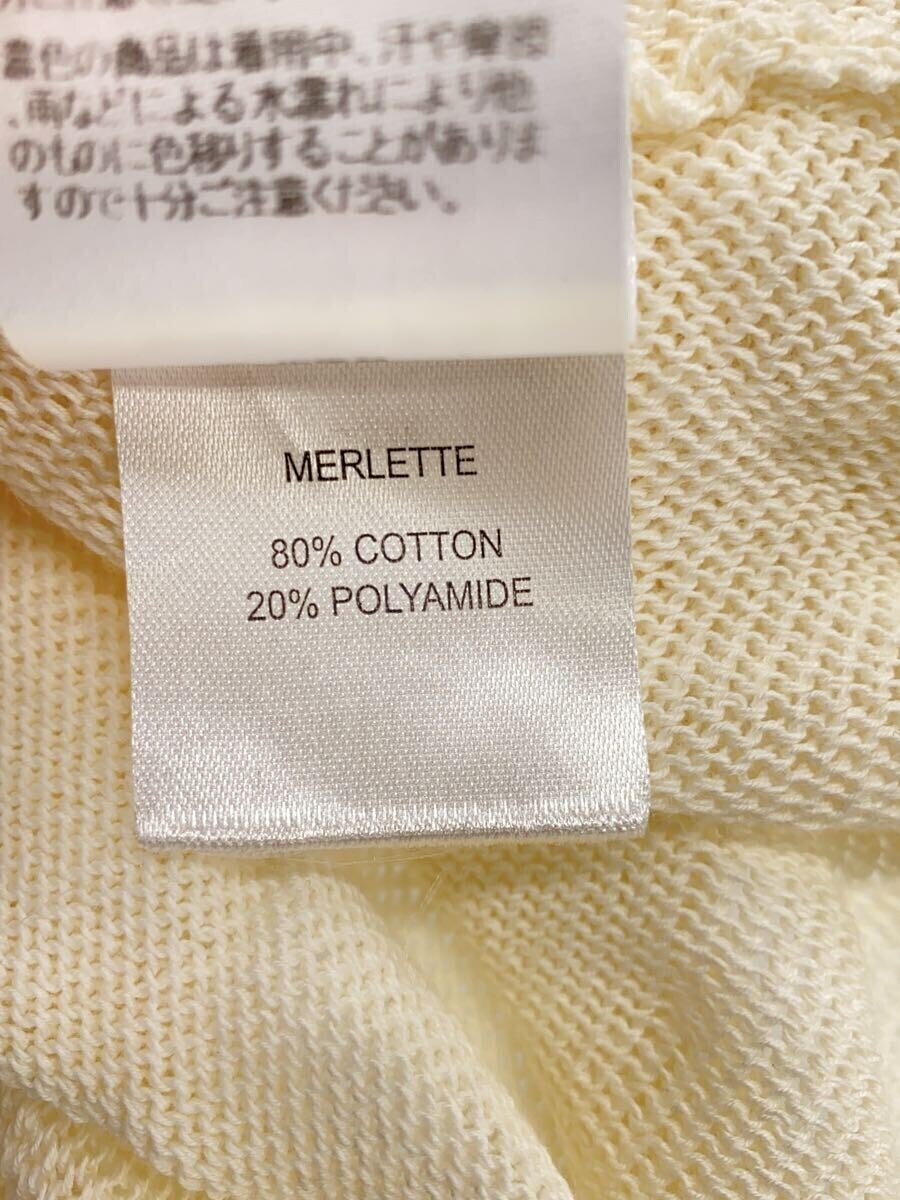 濃色の商品は着用中、汗や摩擦
、雨などによる水濡れにより他
のものに色移りすることがありま
すので十分ご注意ください。
MERLETTE
80% COTTON
20% POLYAMIDE